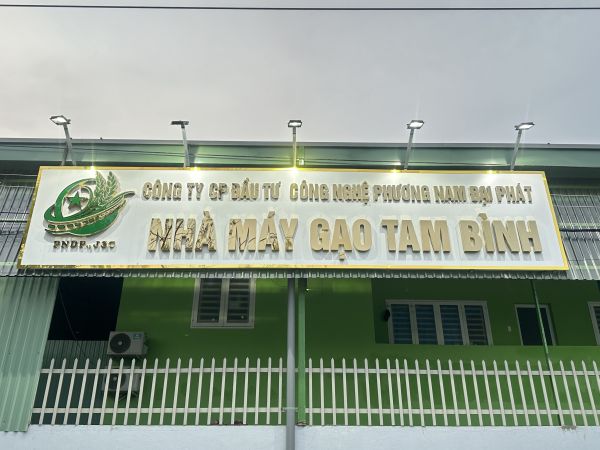 CÔNG TY CP ĐẦU TƯ CÔNG NGHỆ PHƯƠNG NAM ĐẠI PHÁT
NHÀ MÁY GẠO TAM BÌNH
PNDP.,JSC